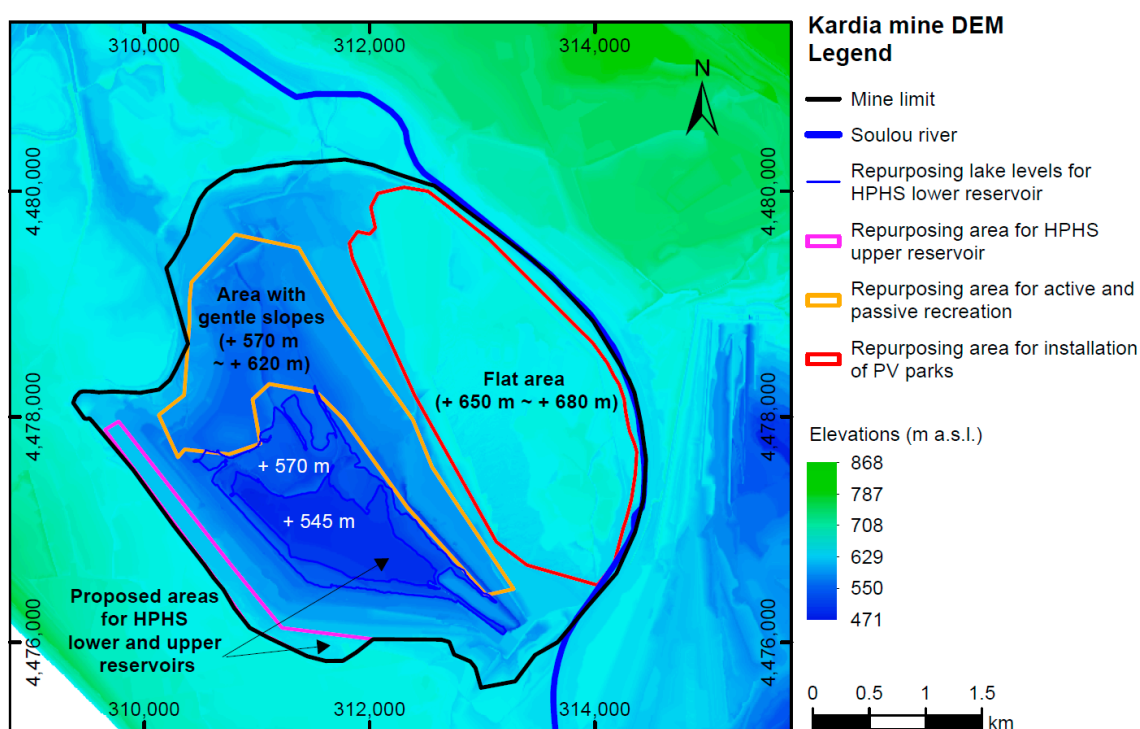 310,000
312,000
314,000
4,480,000
4,480,000
N
Area with
gentle slopes
(+ 570 m
~ + 620 m)
Flat area
(+ 650 m ~ + 680 m)
4,478,000
4,478,000
+ 570 m
+ 545 m
Proposed areas
for HPHS
lower and upper
reservoirs
4,476,000
4,476,000
310,000
312,000
314,000
Kardia mine DEM
Legend
Mine limit
Soulou river
Repurposing lake levels for
HPHS lower reservoir
Repurposing area for HPHS
upper reservoir
Repurposing area for active and
passive recreation
Repurposing area for installation
of PV parks
Elevations (m a.s.l.)
868
787
708
629
550
471
0 0.5 1 1.5
km